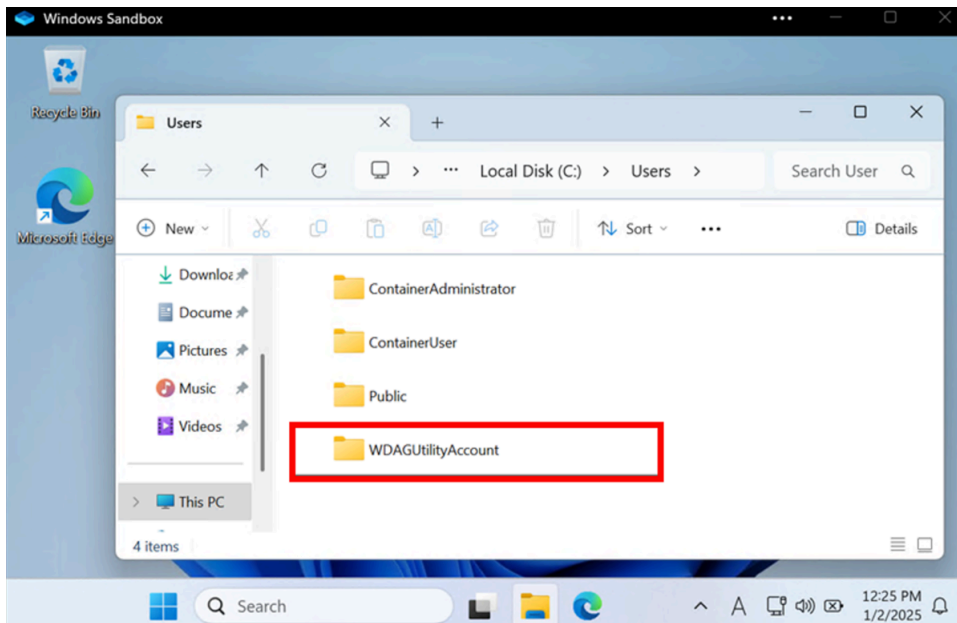 Windows Sandbox
Recycle Bin
Microsoft Edge
Users
Local Disk (C:) Users
Search User
New
Sort
Details
Downloa
Docume
Pictures
Music
Videos
This PC
ContainerAdministrator
ContainerUser
Public
WDAGUtilityAccount
4 items
Search
A
12:25 PM
1/2/2025